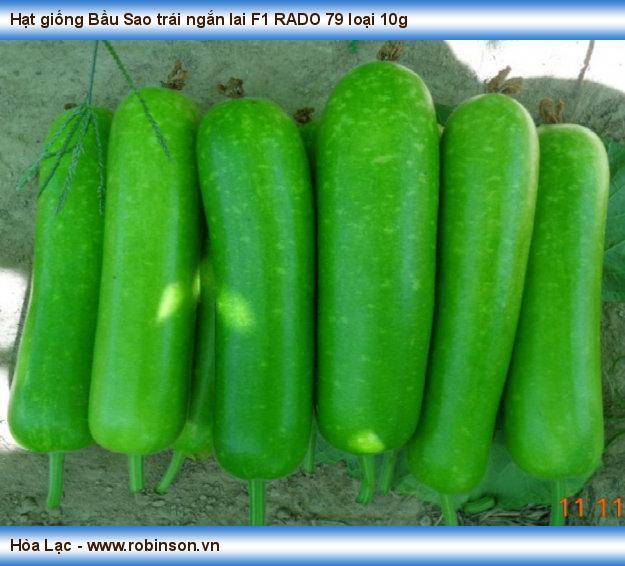 Hạt giống Bầu Sao trái ngắn lai F1 RADO 79 loại 10g
11 11
Hòa Lạc - www.robinson.vn